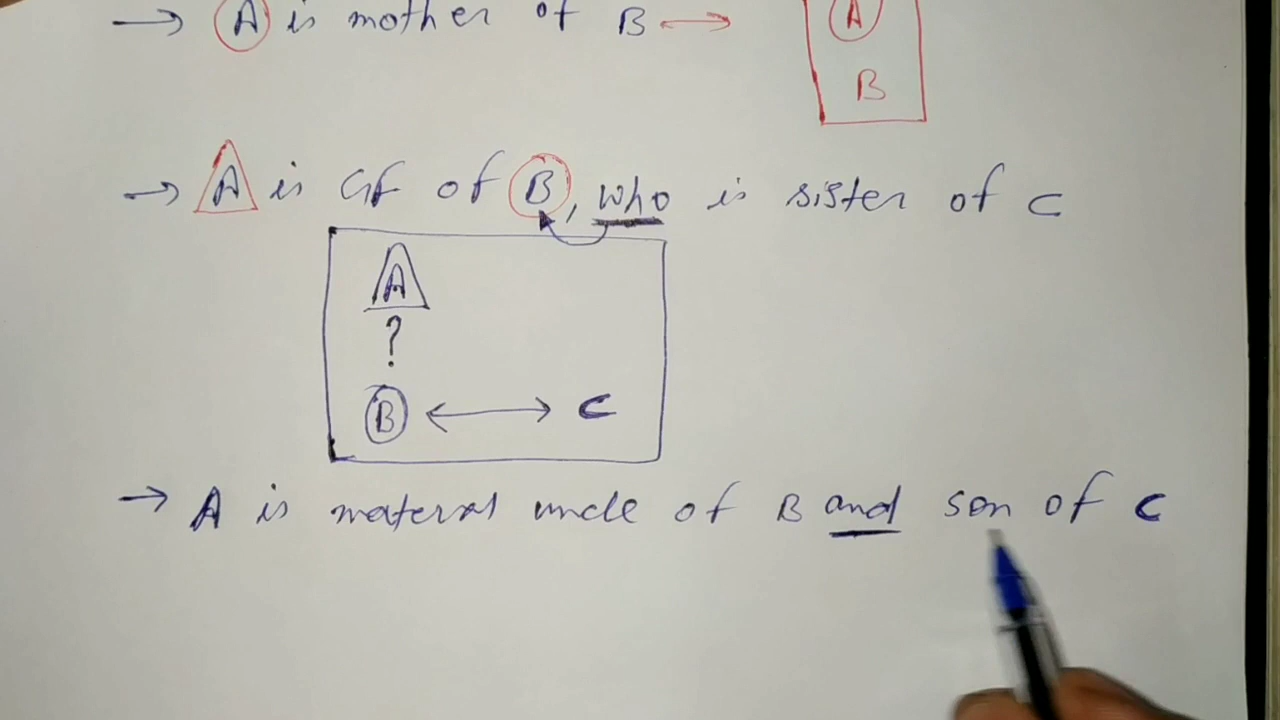 → A is mother of B ↔ A
B
→ A is GF of B, who is sister of C
A
?
B ↔ C
→ A is materal uncle of B and son of C